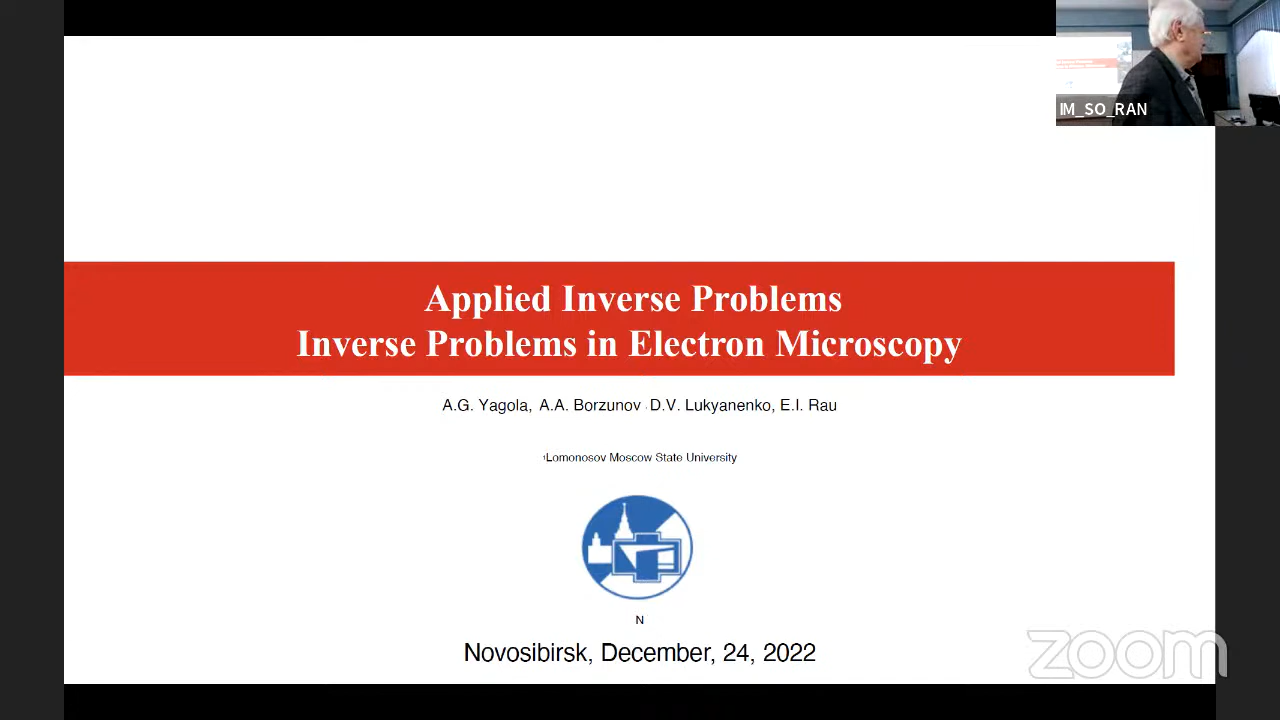 IM_SO_RAN
Applied Inverse Problems
Inverse Problems in Electron Microscopy
A.G. Yagola, A.A. Borzunov , D.V. Lukyanenko, E.I. Rau
¹Lomonosov Moscow State University
N
Novosibirsk, December, 24, 2022
zoom